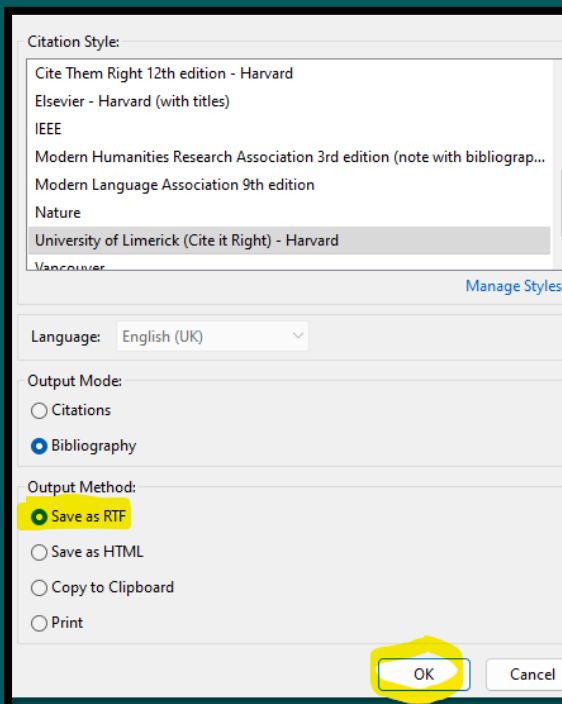 Citation Style:
Cite Them Right 12th edition - Harvard
Elsevier - Harvard (with titles)
IEEE
Modern Humanities Research Association 3rd edition (note with bibliograp...
Modern Language Association 9th edition
Nature
University of Limerick (Cite it Right) - Harvard
Vancouver
Manage Styles
Language: English (UK)
Output Mode:
Citations
Bibliography
Output Method:
Save as RTF
Save as HTML
Copy to Clipboard
Print
OK Cancel